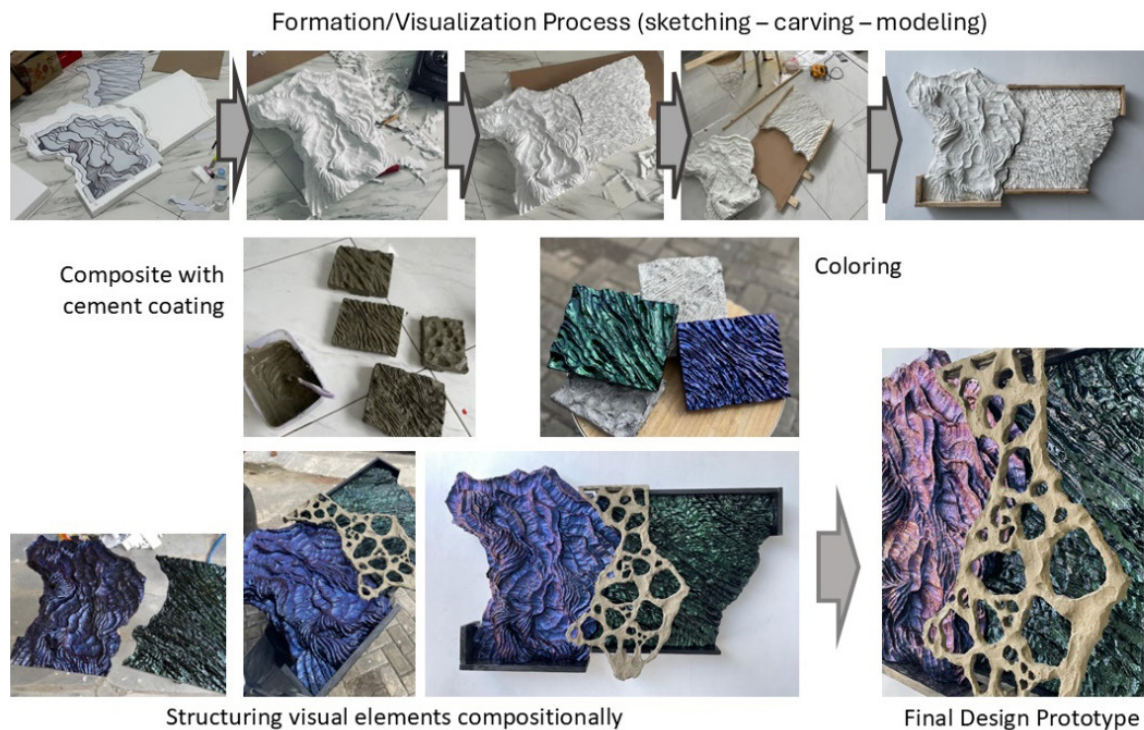 Formation/Visualization Process (sketching – carving – modeling)
Composite with
cement coating
Coloring
Structuring visual elements compositionally
Final Design Prototype